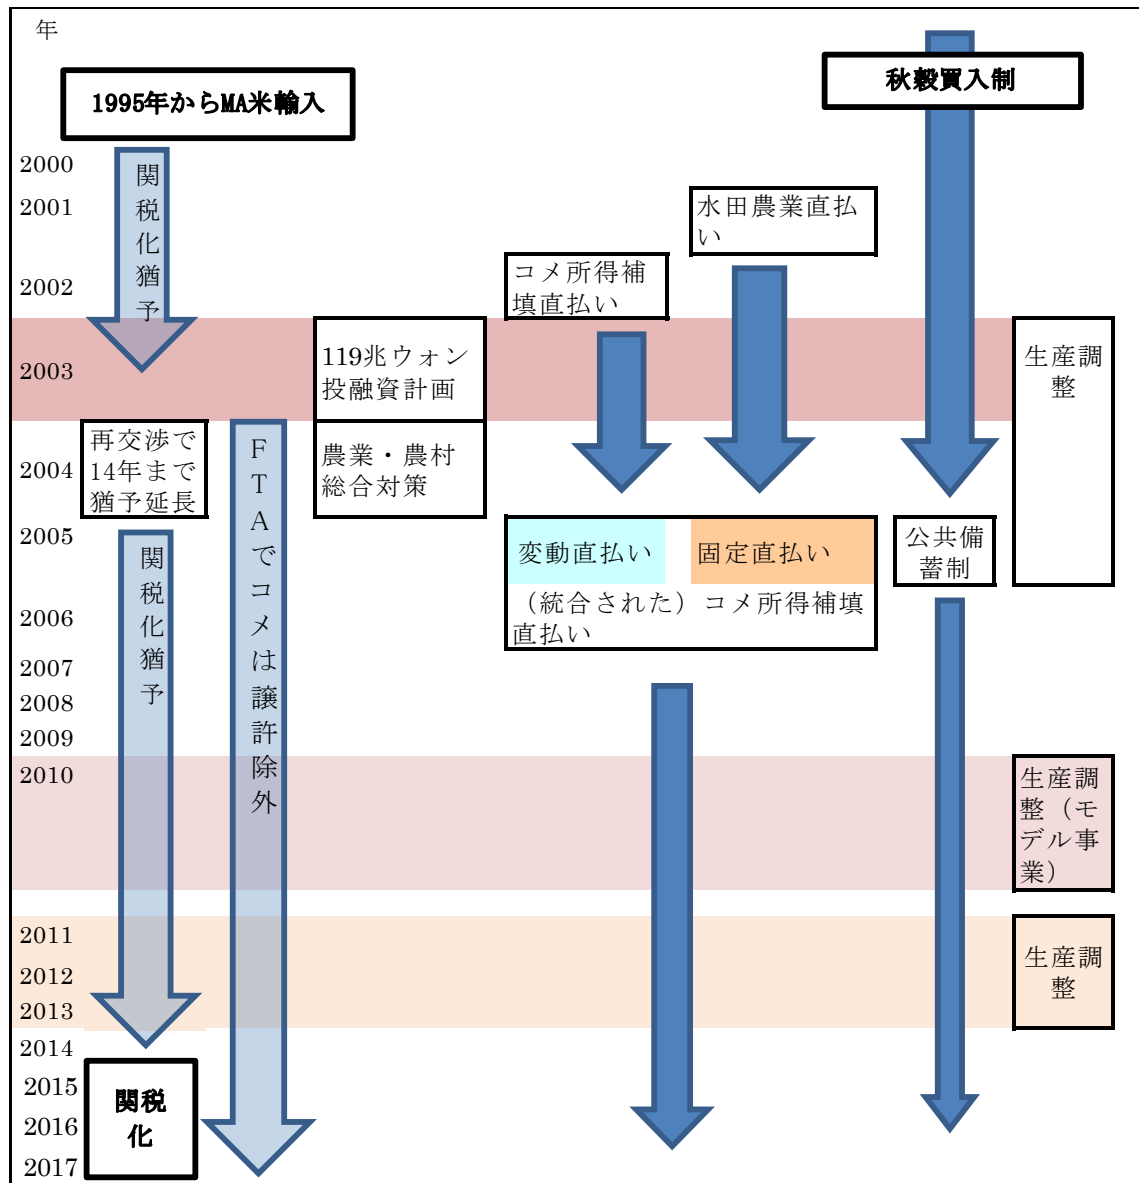 年
1995年からMA米輸入
秋穀買入制
2000
2001
2002
2003
2004
2005
2006
2007
2008
2009
2010
2011
2012
2013
2014
2015
2016
2017
関税化猶予
水田農業直払
い
コメ所得補
填直払い
119兆ウォン
投融資計画
生産調
整
再交渉で
14年まで
猶予延長
FTAでコメは譲許除外
農業・農村
総合対策
関税化猶予
変動直払い
固定直払い
(統合された)コメ所得補填
直払い
公共備
蓄制
生産調
整(モ
デル事
業)
生産調
整
関税
化